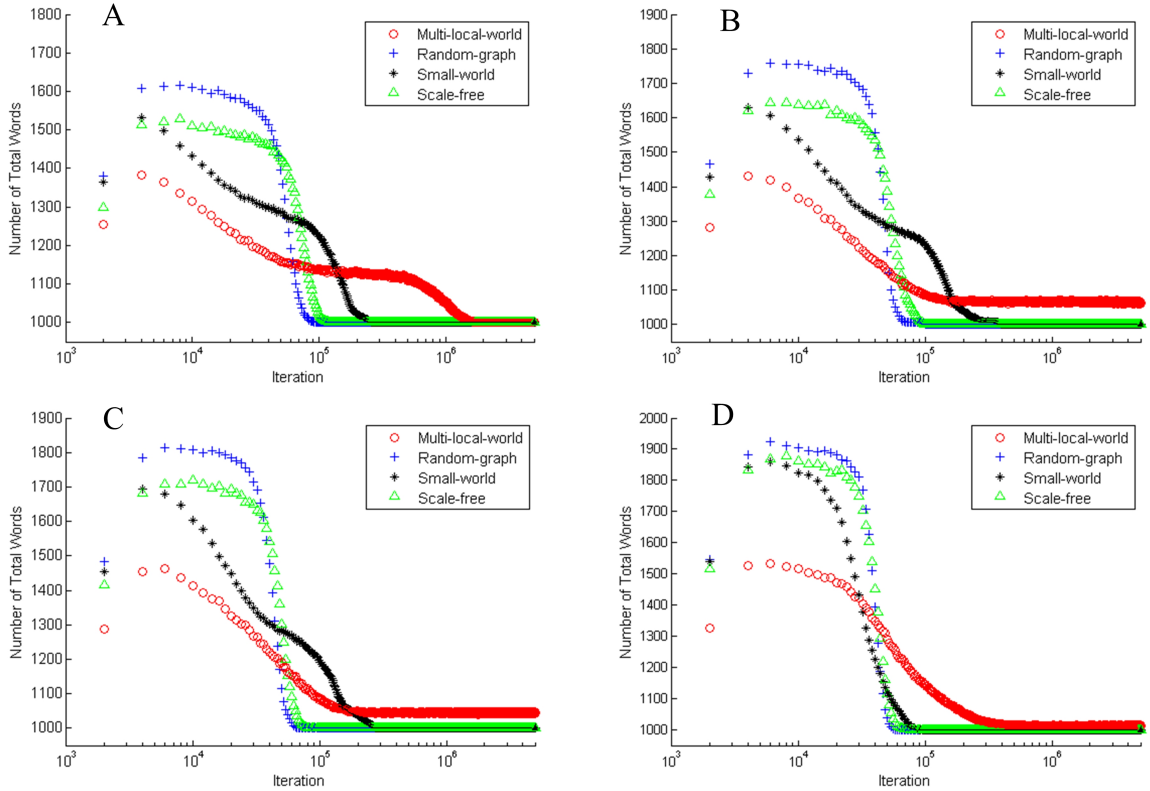 A
1800
1700
1600
1500
1400
1300
1200
1100
1000
10^3
10^4
10^5
10^6
Number of Total Words
Iteration
Multi-local-world
Random-graph
Small-world
Scale-free
B
1900
1800
1700
1600
1500
1400
1300
1200
1100
1000
10^3
10^4
10^5
10^6
Number of Total Words
Iteration
Multi-local-world
Random-graph
Small-world
Scale-free
C
1900
1800
1700
1600
1500
1400
1300
1200
1100
1000
10^3
10^4
10^5
10^6
Number of Total Words
Iteration
Multi-local-world
Random-graph
Small-world
Scale-free
D
2000
1900
1800
1700
1600
1500
1400
1300
1200
1100
1000
10^3
10^4
10^5
10^6
Number of Total Words
Iteration
Multi-local-world
Random-graph
Small-world
Scale-free